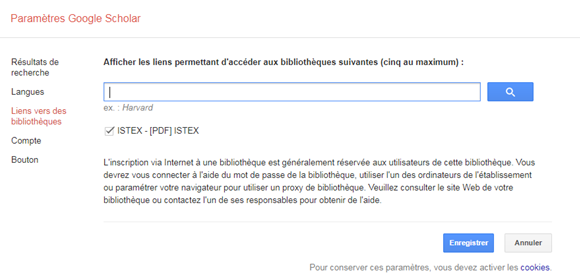 Paramètres Google Scholar
Résultats de
recherche
Langues
Liens vers des
bibliothèques
Compte
Bouton
Afficher les liens permettant d'accéder aux bibliothèques suivantes (cinq au maximum) :
ex. : Harvard
ISTEX - [PDF] ISTEX
L'inscription via Internet à une bibliothèque est généralement réservée aux utilisateurs de cette bibliothèque. Vous
devrez vous connecter à l'aide du mot de passe de la bibliothèque, utiliser l'un des ordinateurs de l'établissement
ou paramétrer votre navigateur pour utiliser un proxy de bibliothèque. Veuillez consulter le site Web de votre
bibliothèque ou contactez l'un de ses responsables pour obtenir de l'aide.
Enregistrer
Annuler
Pour conserver ces paramètres, vous devez activer les cookies.